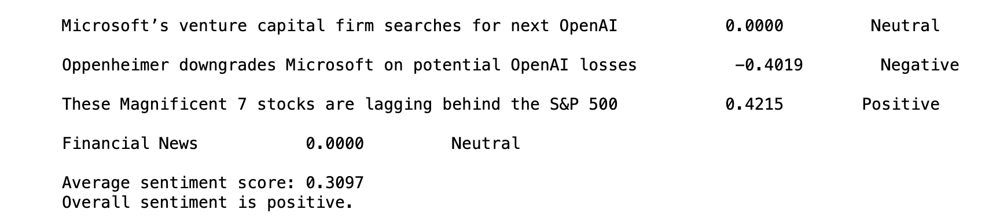 Microsoft’s venture capital firm searches for next OpenAI 0.0000 Neutral
Oppenheimer downgrades Microsoft on potential OpenAI losses -0.4019 Negative
These Magnificent 7 stocks are lagging behind the S&P 500 0.4215 Positive
Financial News 0.0000 Neutral
Average sentiment score: 0.3097
Overall sentiment is positive.